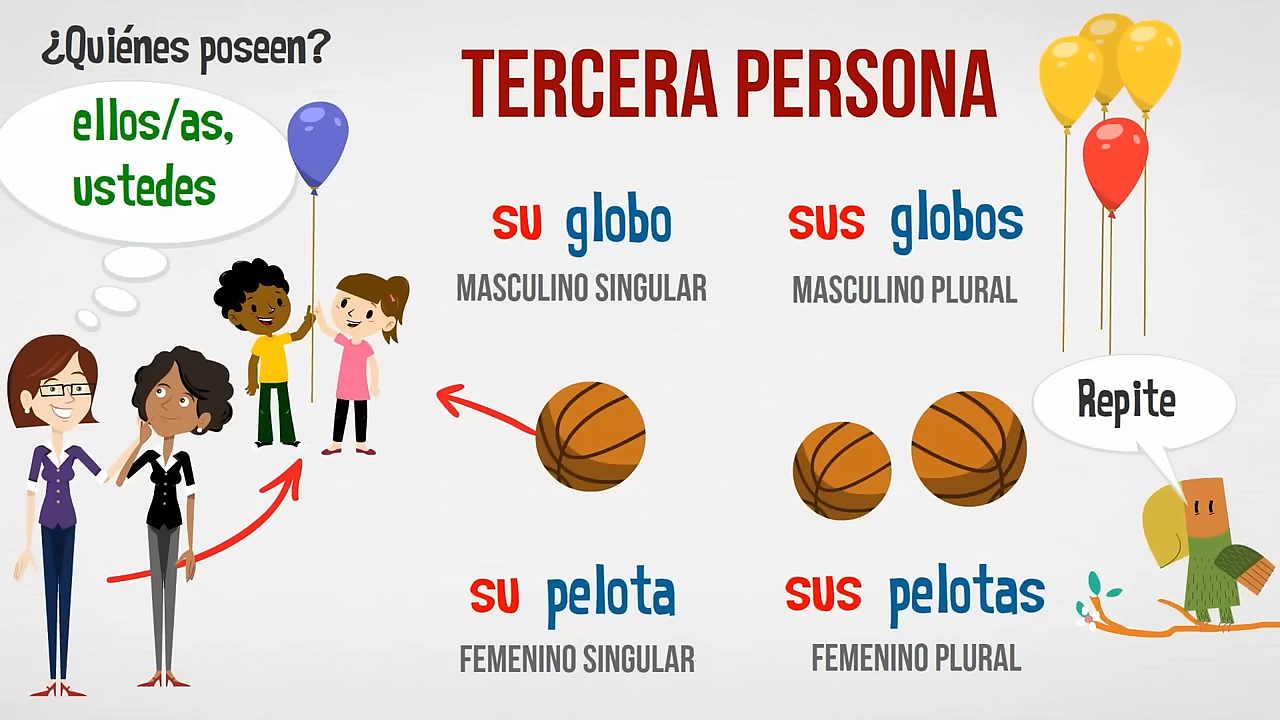 ¿Quiénes poseen?
ellos/as,
ustedes
TERCERA PERSONA
su globo
MASCULINO SINGULAR
sus globos
MASCULINO PLURAL
Repite
su pelota
FEMENINO SINGULAR
sus pelotas
FEMENINO PLURAL